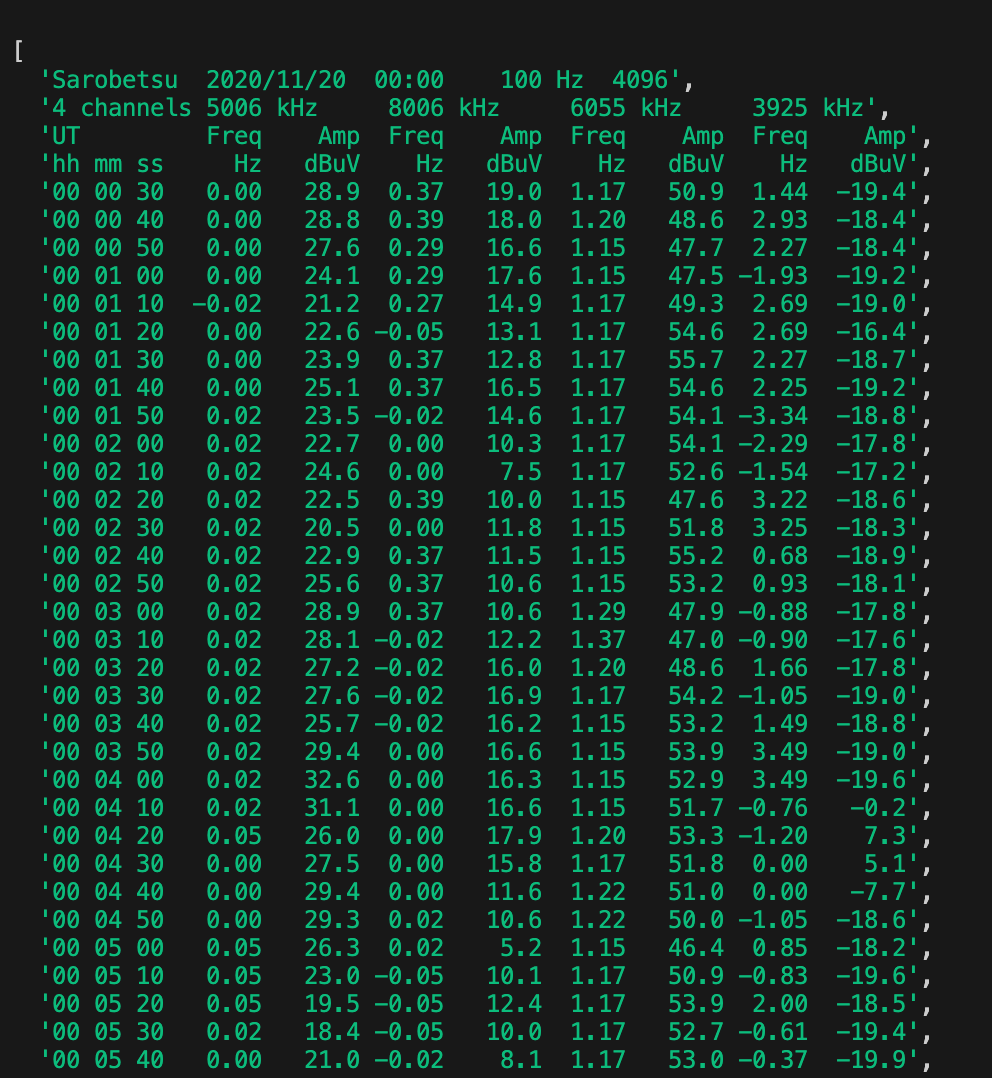 [
'Sarobetsu  2020/11/20  00:00    100 Hz  4096',
'4 channels 5006 kHz     8006 kHz     6055 kHz     3925 kHz',
'UT         Freq    Amp  Freq    Amp  Freq    Amp  Freq    Amp',
'hh mm ss     Hz   dBuV    Hz   dBuV    Hz   dBuV    Hz   dBuV',
'00 00 30   0.00   28.9  0.37   19.0  1.17   50.9  1.44  -19.4',
'00 00 40   0.00   28.8  0.39   18.0  1.20   48.6  2.93  -18.4',
'00 00 50   0.00   27.6  0.29   16.6  1.15   47.7  2.27  -18.4',
'00 01 00   0.00   24.1  0.29   17.6  1.15   47.5 -1.93  -19.2',
'00 01 10  -0.02   21.2  0.27   14.9  1.17   49.3  2.69  -19.0',
'00 01 20   0.00   22.6 -0.05   13.1  1.17   54.6  2.69  -16.4',
'00 01 30   0.00   23.9  0.37   12.8  1.17   55.7  2.27  -18.7',
'00 01 40   0.00   25.1  0.37   16.5  1.17   54.6  2.25  -19.2',
'00 01 50   0.02   23.5 -0.02   14.6  1.17   54.1 -3.34  -18.8',
'00 02 00   0.02   22.7  0.00   10.3  1.17   54.1 -2.29  -17.8',
'00 02 10   0.02   24.6  0.00    7.5  1.17   52.6 -1.54  -17.2',
'00 02 20   0.02   22.5  0.39   10.0  1.15   47.6  3.22  -18.6',
'00 02 30   0.02   20.5  0.00   11.8  1.15   51.8  3.25  -18.3',
'00 02 40   0.02   22.9  0.37   11.5  1.15   55.2  0.68  -18.9',
'00 02 50   0.02   25.6  0.37   10.6  1.15   53.2  0.93  -18.1',
'00 03 00   0.02   28.9  0.37   10.6  1.29   47.9 -0.88  -17.8',
'00 03 10   0.02   28.1 -0.02   12.2  1.37   47.0 -0.90  -17.6',
'00 03 20   0.02   27.2 -0.02   16.0  1.20   48.6  1.66  -17.8',
'00 03 30   0.02   27.6 -0.02   16.9  1.17   54.2 -1.05  -19.0',
'00 03 40   0.02   25.7 -0.02   16.2  1.15   53.2  1.49  -18.8',
'00 03 50   0.02   29.4  0.00   16.6  1.15   53.9  3.49  -19.0',
'00 04 00   0.02   32.6  0.00   16.3  1.15   52.9  3.49  -19.6',
'00 04 10   0.02   31.1  0.00   16.6  1.15   51.7 -0.76   -0.2',
'00 04 20   0.05   26.0  0.00   17.9  1.20   53.3 -1.20    7.3',
'00 04 30   0.00   27.5  0.00   15.8  1.17   51.8  0.00    5.1',
'00 04 40   0.00   29.4  0.00   11.6  1.22   51.0  0.00   -7.7',
'00 04 50   0.00   29.3  0.02   10.6  1.22   50.0 -1.05  -18.6',
'00 05 00   0.05   26.3  0.02    5.2  1.15   46.4  0.85  -18.2',
'00 05 10   0.05   23.0 -0.05   10.1  1.17   50.9 -0.83  -19.6',
'00 05 20   0.05   19.5 -0.05   12.4  1.17   53.9  2.00  -18.5',
'00 05 30   0.02   18.4 -0.05   10.0  1.17   52.7 -0.61  -19.4',
'00 05 40   0.00   21.0 -0.02    8.1  1.17   53.0 -0.37  -19.9',